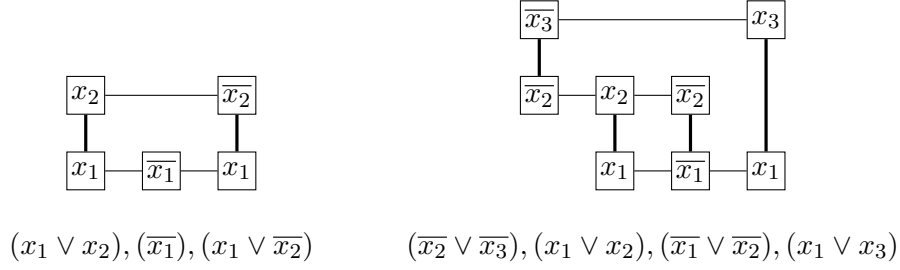 x̅₃ x₃
x₂ x̅₂ x̅₂ x₂ x̅₂
x₁ x̅₁ x₁ x₁ x̅₁ x₁
(x₁ ∨ x₂), (x̅₁), (x₁ ∨ x̅₂) (x̅₂ ∨ x̅₃), (x₁ ∨ x₂), (x̅₁ ∨ x̅₂), (x₁ ∨ x₃)